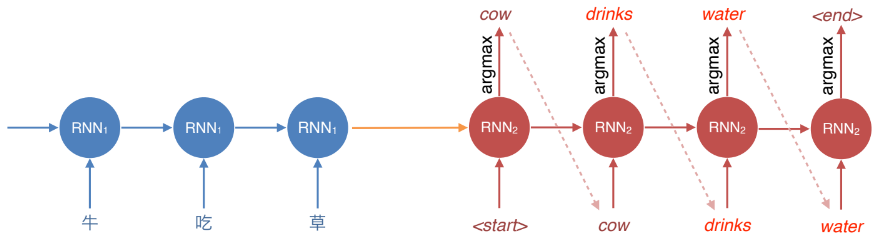 cow drinks water <end>
argmax argmax argmax argmax
RNN₁ RNN₁ RNN₁ RNN₂ RNN₂ RNN₂ RNN₂
牛 吃 草 <start> cow drinks water